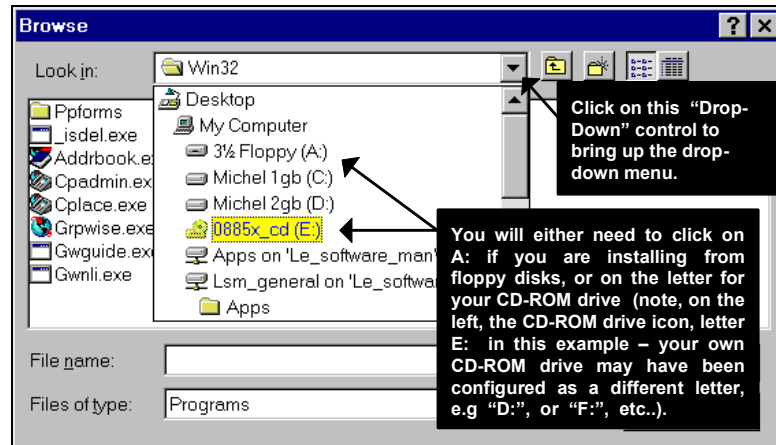 Browse
Look in:
Win32
Desktop
My Computer
3½ Floppy (A:)
Michel 1gb (C:)
Michel 2gb (D:)
0885x_cd (E:)
Apps on 'Le_software_man'
Lsm_general on 'Le_softwa
Apps
Ppforms
_isdel.exe
Addrbook.e
Cpadmin.ex
Cplace.exe
Grpwise.exe
Gwguide.ex
Gwnli.exe
Click on this “Drop-
Down” control to
bring up the drop-
down menu.
You will either need to click on
A: if you are installing from
floppy disks, or on the letter for
your CD-ROM drive (note, on the
left, the CD-ROM drive icon, letter
E: in this example – your own
CD-ROM drive may have been
configured as a different letter,
e.g “D:”, or “F:”, etc..).
File name:
Files of type:
Programs